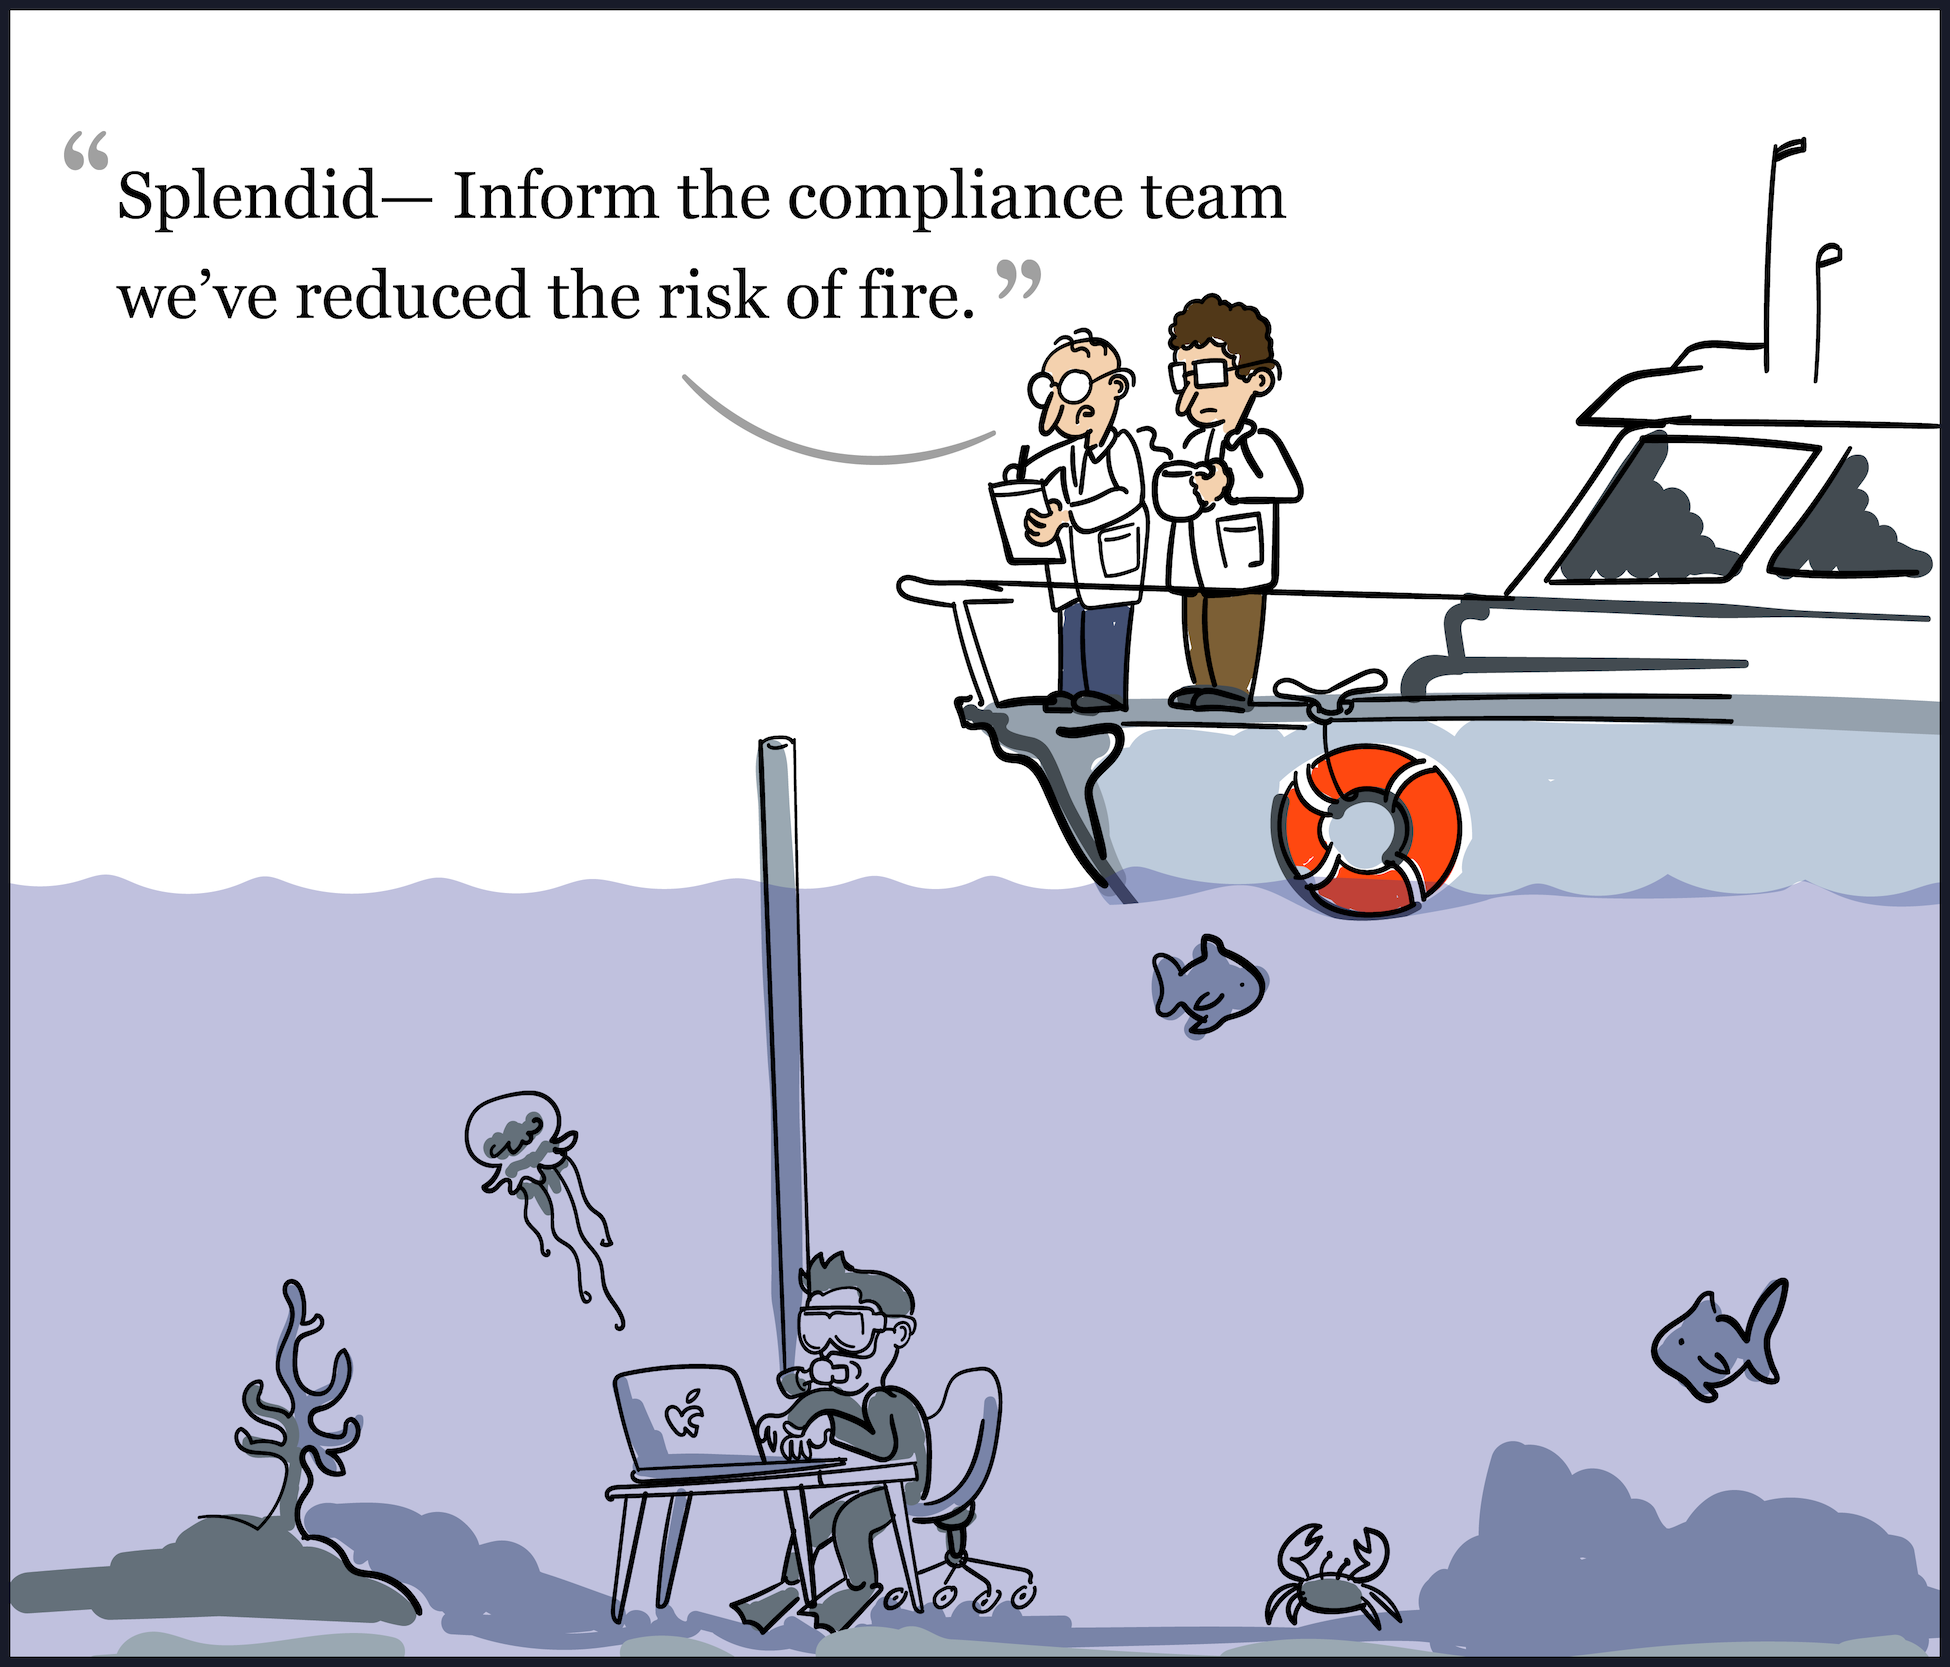 “Splendid— Inform the compliance team
we’ve reduced the risk of fire.”